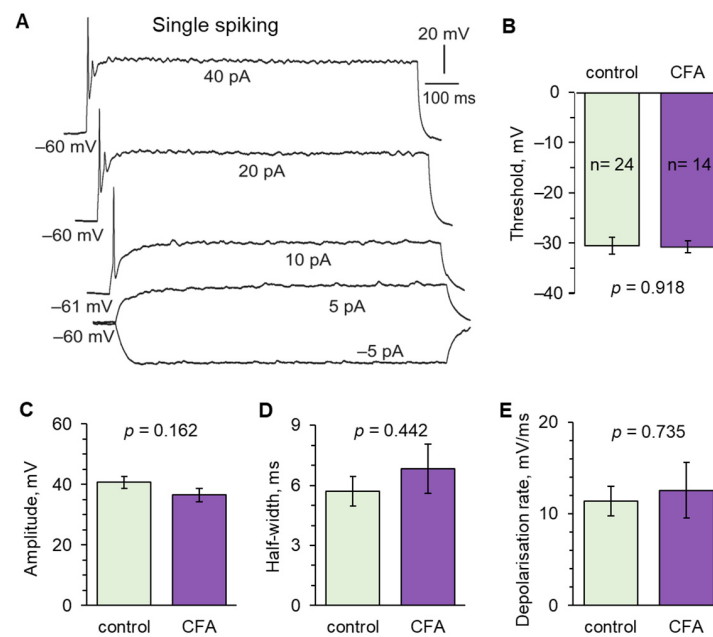 A
Single spiking
20 mV
100 ms
40 pA
–60 mV
20 pA
–60 mV
10 pA
–61 mV
5 pA
–60 mV
–5 pA
B
control CFA
Threshold, mV
0
–10
–20
–30
–40
n= 24
n= 14
p = 0.918
C
Amplitude, mV
60
40
20
0
p = 0.162
control CFA
D
Half-width, ms
9
6
3
0
p = 0.442
control CFA
E
Depolarisation rate, mV/ms
20
10
0
p = 0.735
control CFA